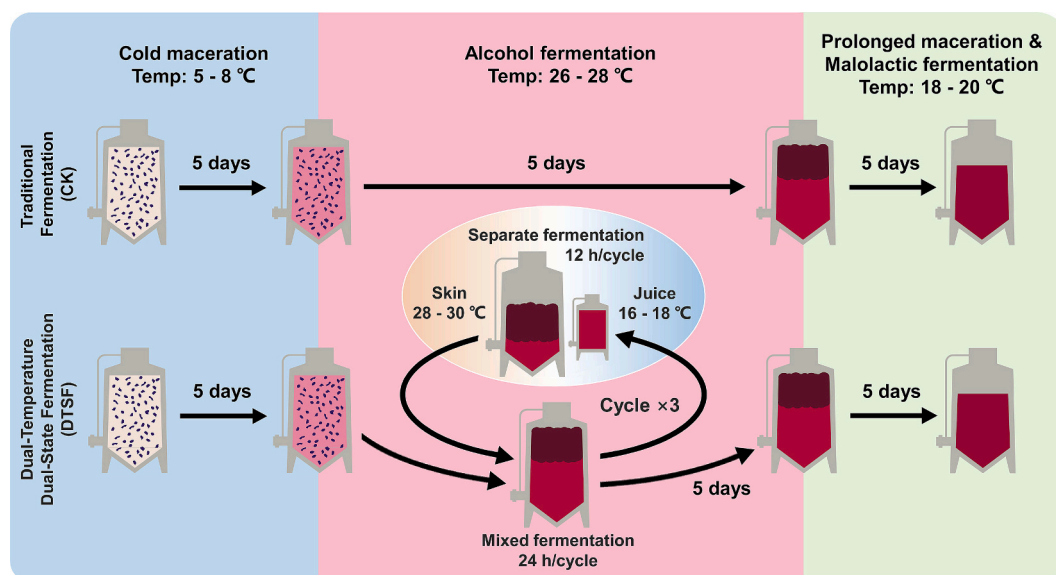 Cold maceration
Temp: 5 - 8 ℃
Alcohol fermentation
Temp: 26 - 28 ℃
Prolonged maceration &
Malolactic fermentation
Temp: 18 - 20 ℃
Traditional
Fermentation
(CK)
5 days
5 days
5 days
Separate fermentation
12 h/cycle
Skin
28 - 30 ℃
Juice
16 - 18 ℃
Dual-Temperature
Dual-State Fermentation
(DTSF)
5 days
Cycle ×3
5 days
5 days
Mixed fermentation
24 h/cycle